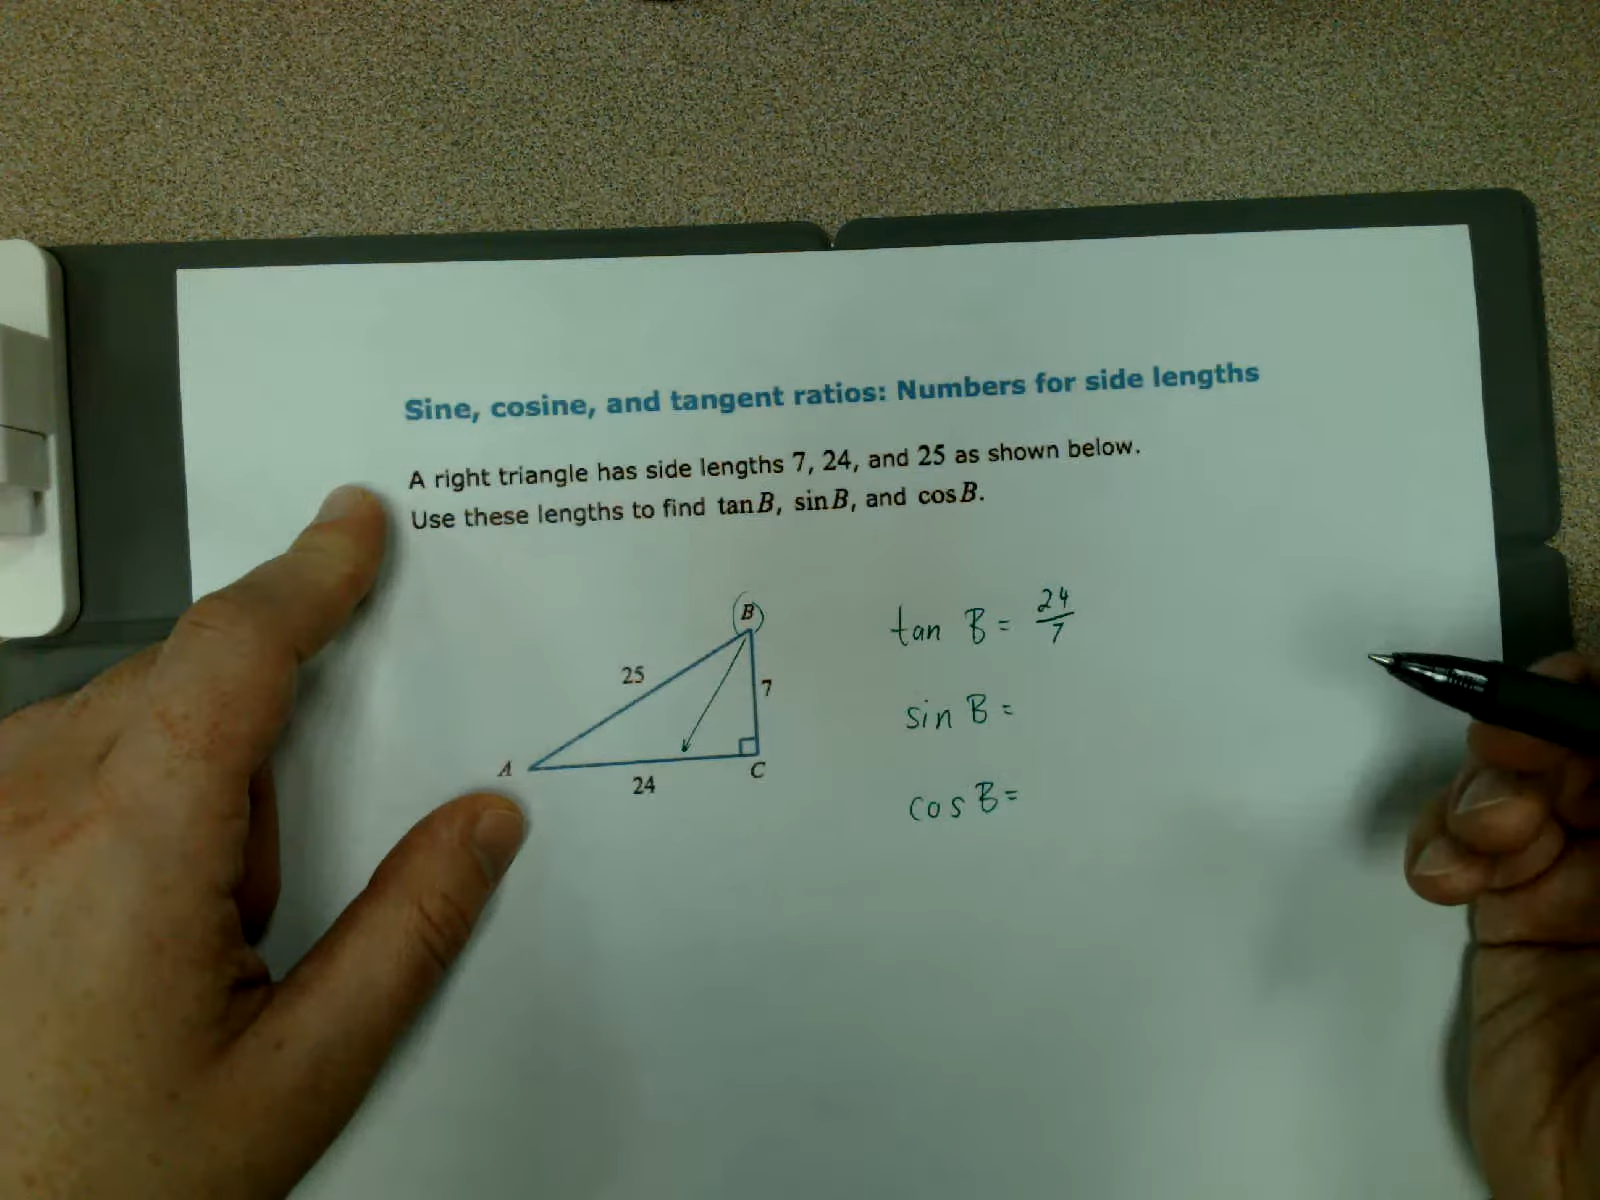 Sine, cosine, and tangent ratios: Numbers for side lengths
A right triangle has side lengths 7, 24, and 25 as shown below.
Use these lengths to find tan B, sin B, and cos B.
B
25
7
A
24
C
tan B = 24/7
sin B =
cos B =